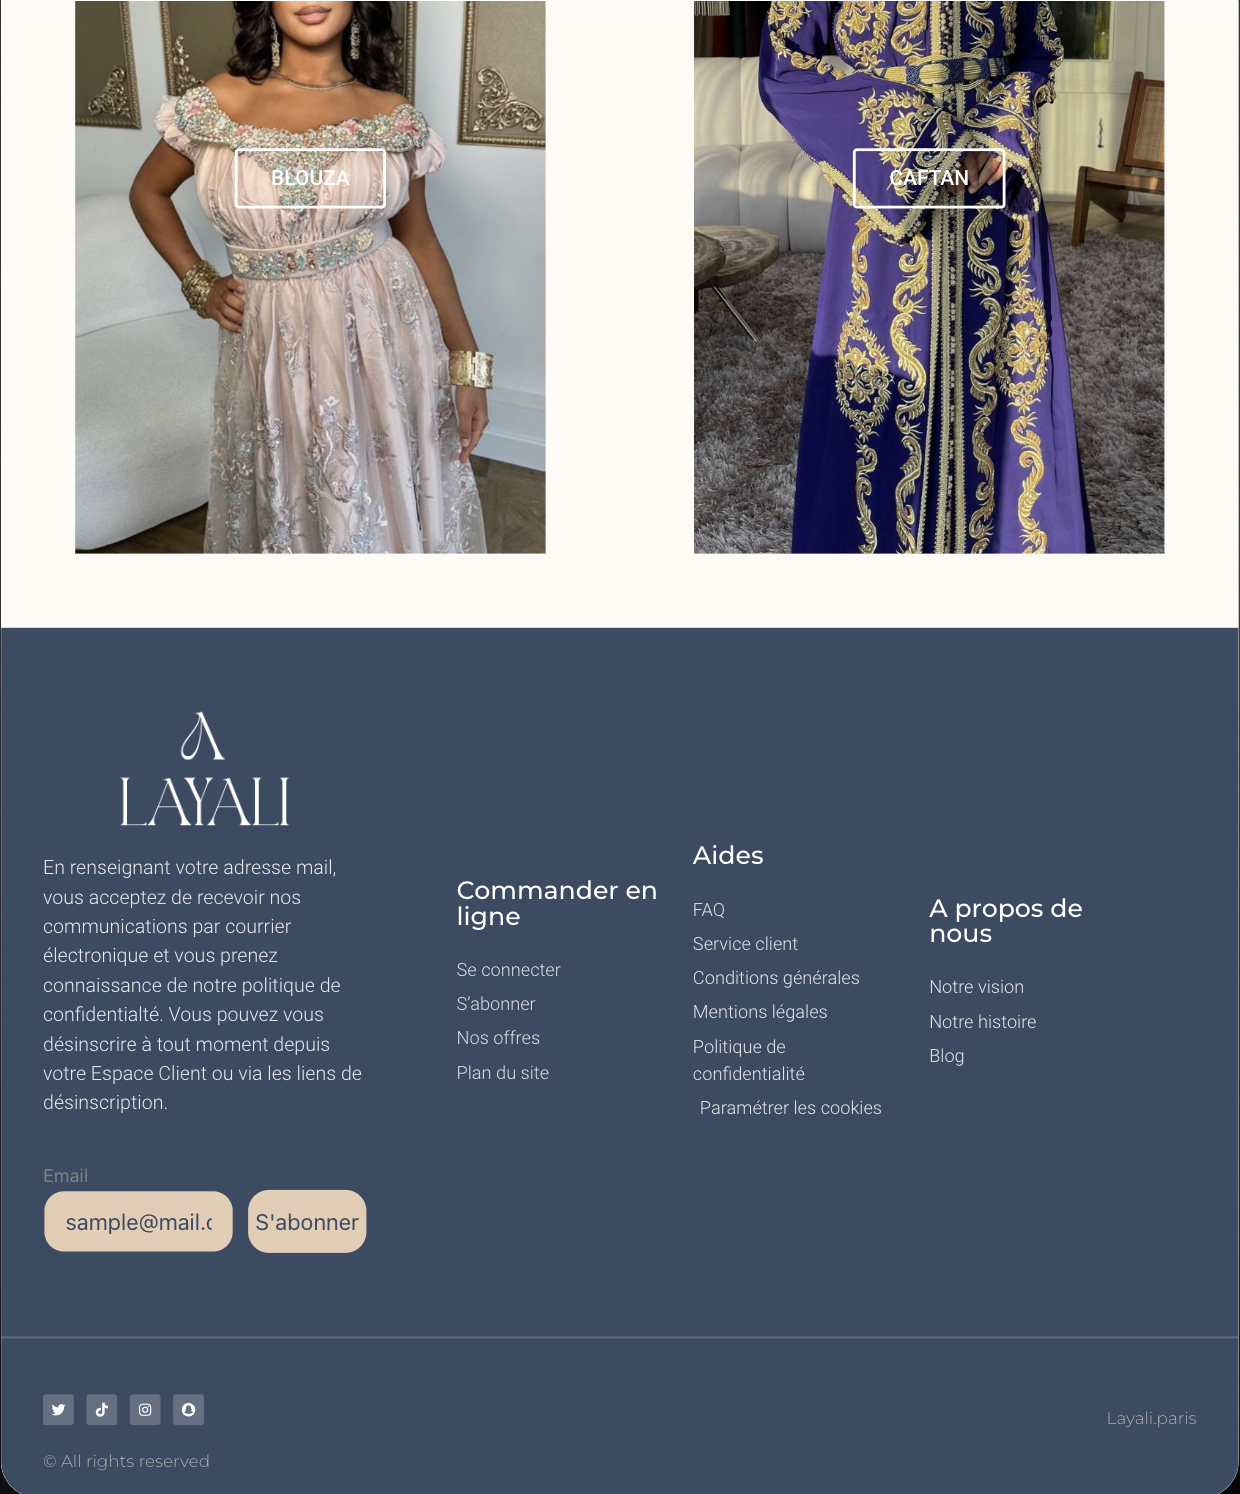 BLOUZA
CAFTAN
LAYALI
En renseignant votre adresse mail,
vous acceptez de recevoir nos
communications par courrier
électronique et vous prenez
connaissance de notre politique de
confidentialté. Vous pouvez vous
désinscrire à tout moment depuis
votre Espace Client ou via les liens de
désinscription.
Email
sample@mail.c
S'abonner
Commander en
ligne
Se connecter
S’abonner
Nos offres
Plan du site
Aides
FAQ
Service client
Conditions générales
Mentions légales
Politique de
confidentialité
Paramétrer les cookies
A propos de
nous
Notre vision
Notre histoire
Blog
© All rights reserved
Layali.paris